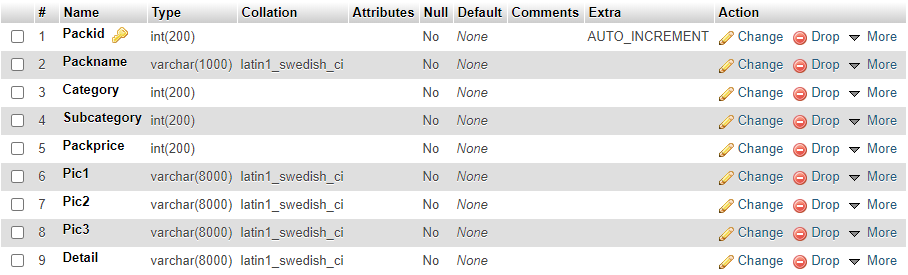 # Name Type Collation Attributes Null Default Comments Extra Action
1 Packid int(200) No None AUTO_INCREMENT Change Drop More
2 Packname varchar(1000) latin1_swedish_ci No None Change Drop More
3 Category int(200) No None Change Drop More
4 Subcategory int(200) No None Change Drop More
5 Packprice int(200) No None Change Drop More
6 Pic1 varchar(8000) latin1_swedish_ci No None Change Drop More
7 Pic2 varchar(8000) latin1_swedish_ci No None Change Drop More
8 Pic3 varchar(8000) latin1_swedish_ci No None Change Drop More
9 Detail varchar(8000) latin1_swedish_ci No None Change Drop More